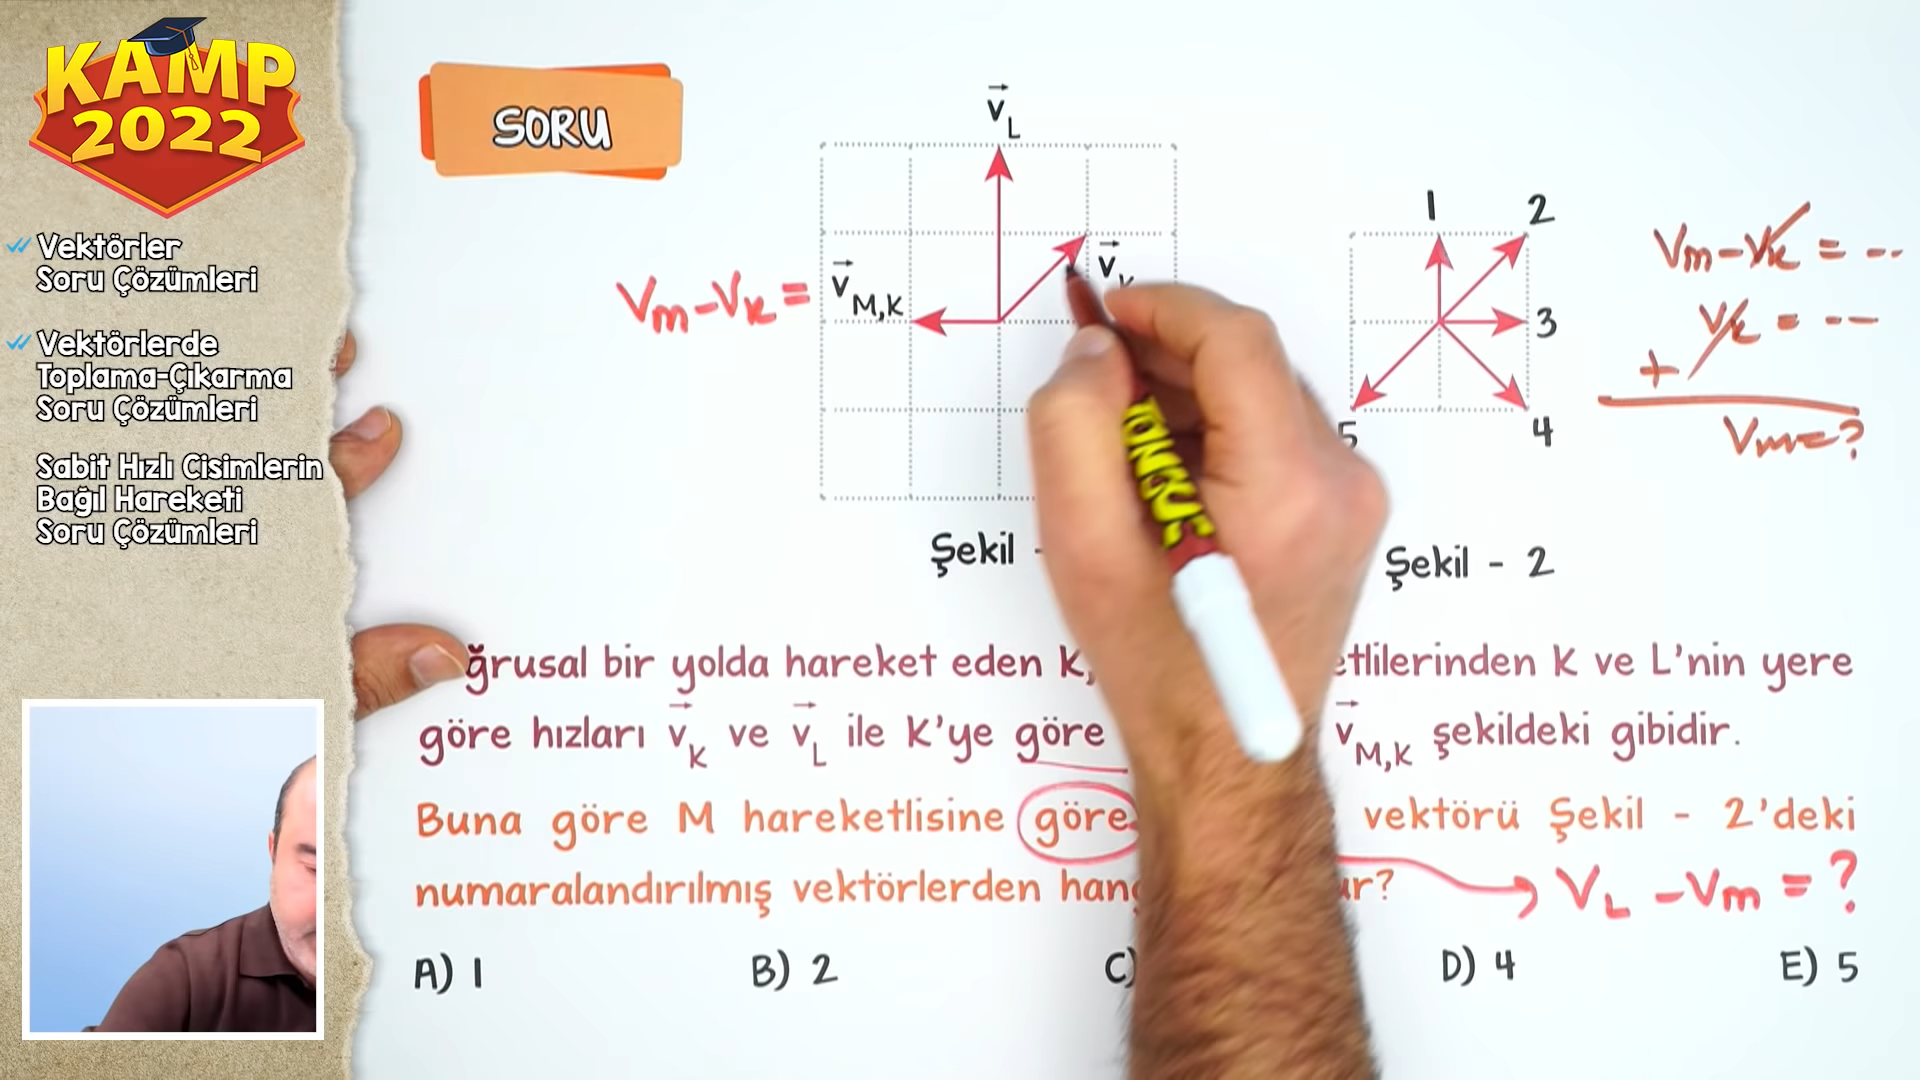 KAMP
2022
Vektörler
Soru Çözümleri
Vektörlerde
Toplama-Çıkarma
Soru Çözümleri
Sabit Hızlı Cisimlerin
Bağıl Hareketi
Soru Çözümleri
SORU
v L
Vm - Vk =
v M,K
v
1
2
3
4
5
Vm - Vk = --
Vk = --
+
Vm = ?
Şekil -
Şekil - 2
TONGUÇ
ğrusal bir yolda hareket eden K, etlilerinden K ve L'nin yere
göre hızları v K ve v L ile K'ye göre v M,K şekildeki gibidir.
Buna göre M hareketlisine göre vektörü Şekil - 2'deki
numaralandırılmış vektörlerden ur?
VL - Vm = ?
A) 1 B) 2 C) D) 4 E) 5